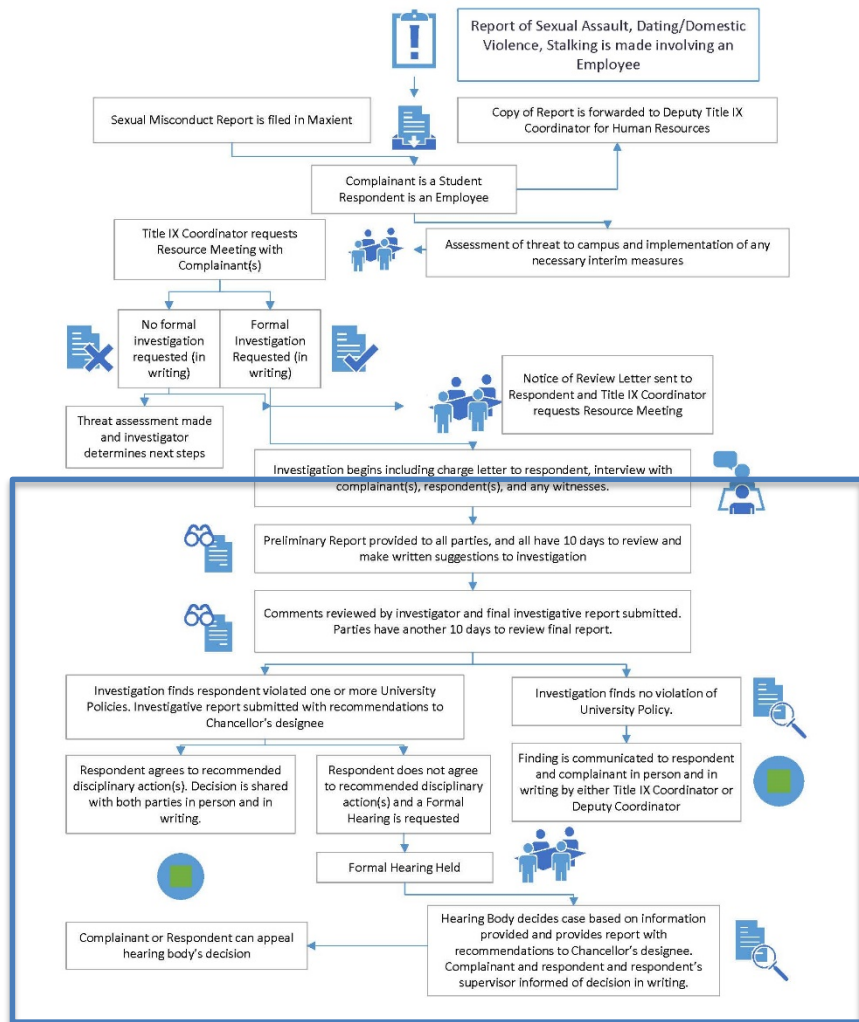 Report of Sexual Assault, Dating/Domestic
Violence, Stalking is made involving an
Employee
Sexual Misconduct Report is filed in Maxient
Copy of Report is forwarded to Deputy Title IX
Coordinator for Human Resources
Complainant is a Student
Respondent is an Employee
Title IX Coordinator requests
Resource Meeting with
Complainant(s)
Assessment of threat to campus and implementation of any
necessary interim measures
No formal
investigation
requested (in
writing)
Formal
Investigation
Requested (in
writing)
Notice of Review Letter sent to
Respondent and Title IX Coordinator
requests Resource Meeting
Threat assessment made
and investigator
determines next steps
Investigation begins including charge letter to respondent, interview with
complainant(s), respondent(s), and any witnesses.
Preliminary Report provided to all parties, and all have 10 days to review and
make written suggestions to investigation
Comments reviewed by investigator and final investigative report submitted.
Parties have another 10 days to review final report.
Investigation finds respondent violated one or more University
Policies. Investigative report submitted with recommendations to
Chancellor's designee
Investigation finds no violation of
University Policy.
Respondent agrees to recommended
disciplinary action(s). Decision is shared
with both parties in person and in
writing.
Respondent does not agree
to recommended disciplinary
action(s) and a Formal
Hearing is requested
Finding is communicated to respondent
and complainant in person and in
writing by either Title IX Coordinator or
Deputy Coordinator
Formal Hearing Held
Complainant or Respondent can appeal
hearing body's decision
Hearing Body decides case based on information
provided and provides report with
recommendations to Chancellor's designee.
Complainant and respondent and respondent's
supervisor informed of decision in writing.